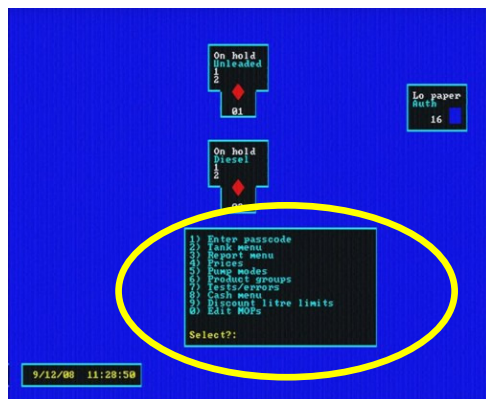 On hold
Unleaded
1
2
01
Lo paper
Auth
16
On hold
Diesel
1
2
1) Enter passcode
2) Tank menu
3) Report menu
4) Prices
5) Pump modes
6) Product groups
7) Tests/errors
8) Cash menu
9) Discount litre limits
0) Edit MOPs
Select?:
9/12/08 11:28:50